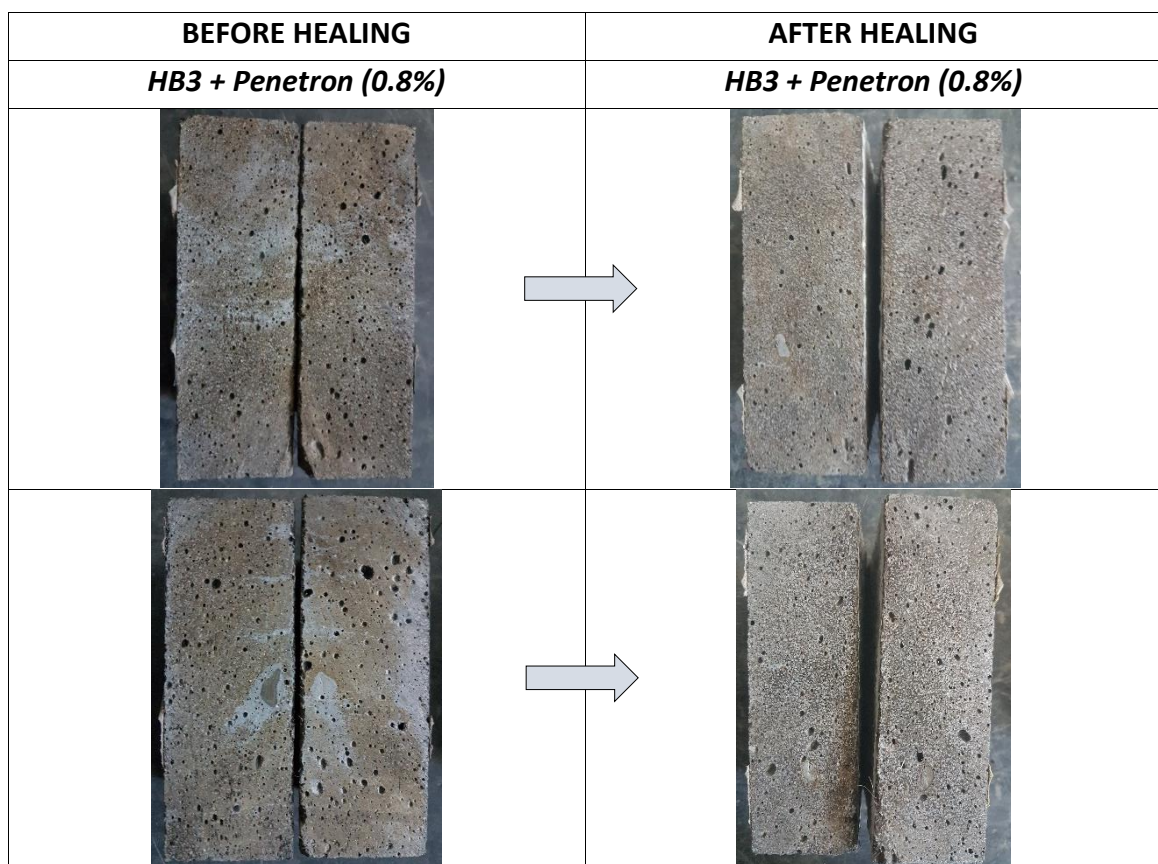 BEFORE HEALING
AFTER HEALING
HB3 + Penetron (0.8%)
HB3 + Penetron (0.8%)